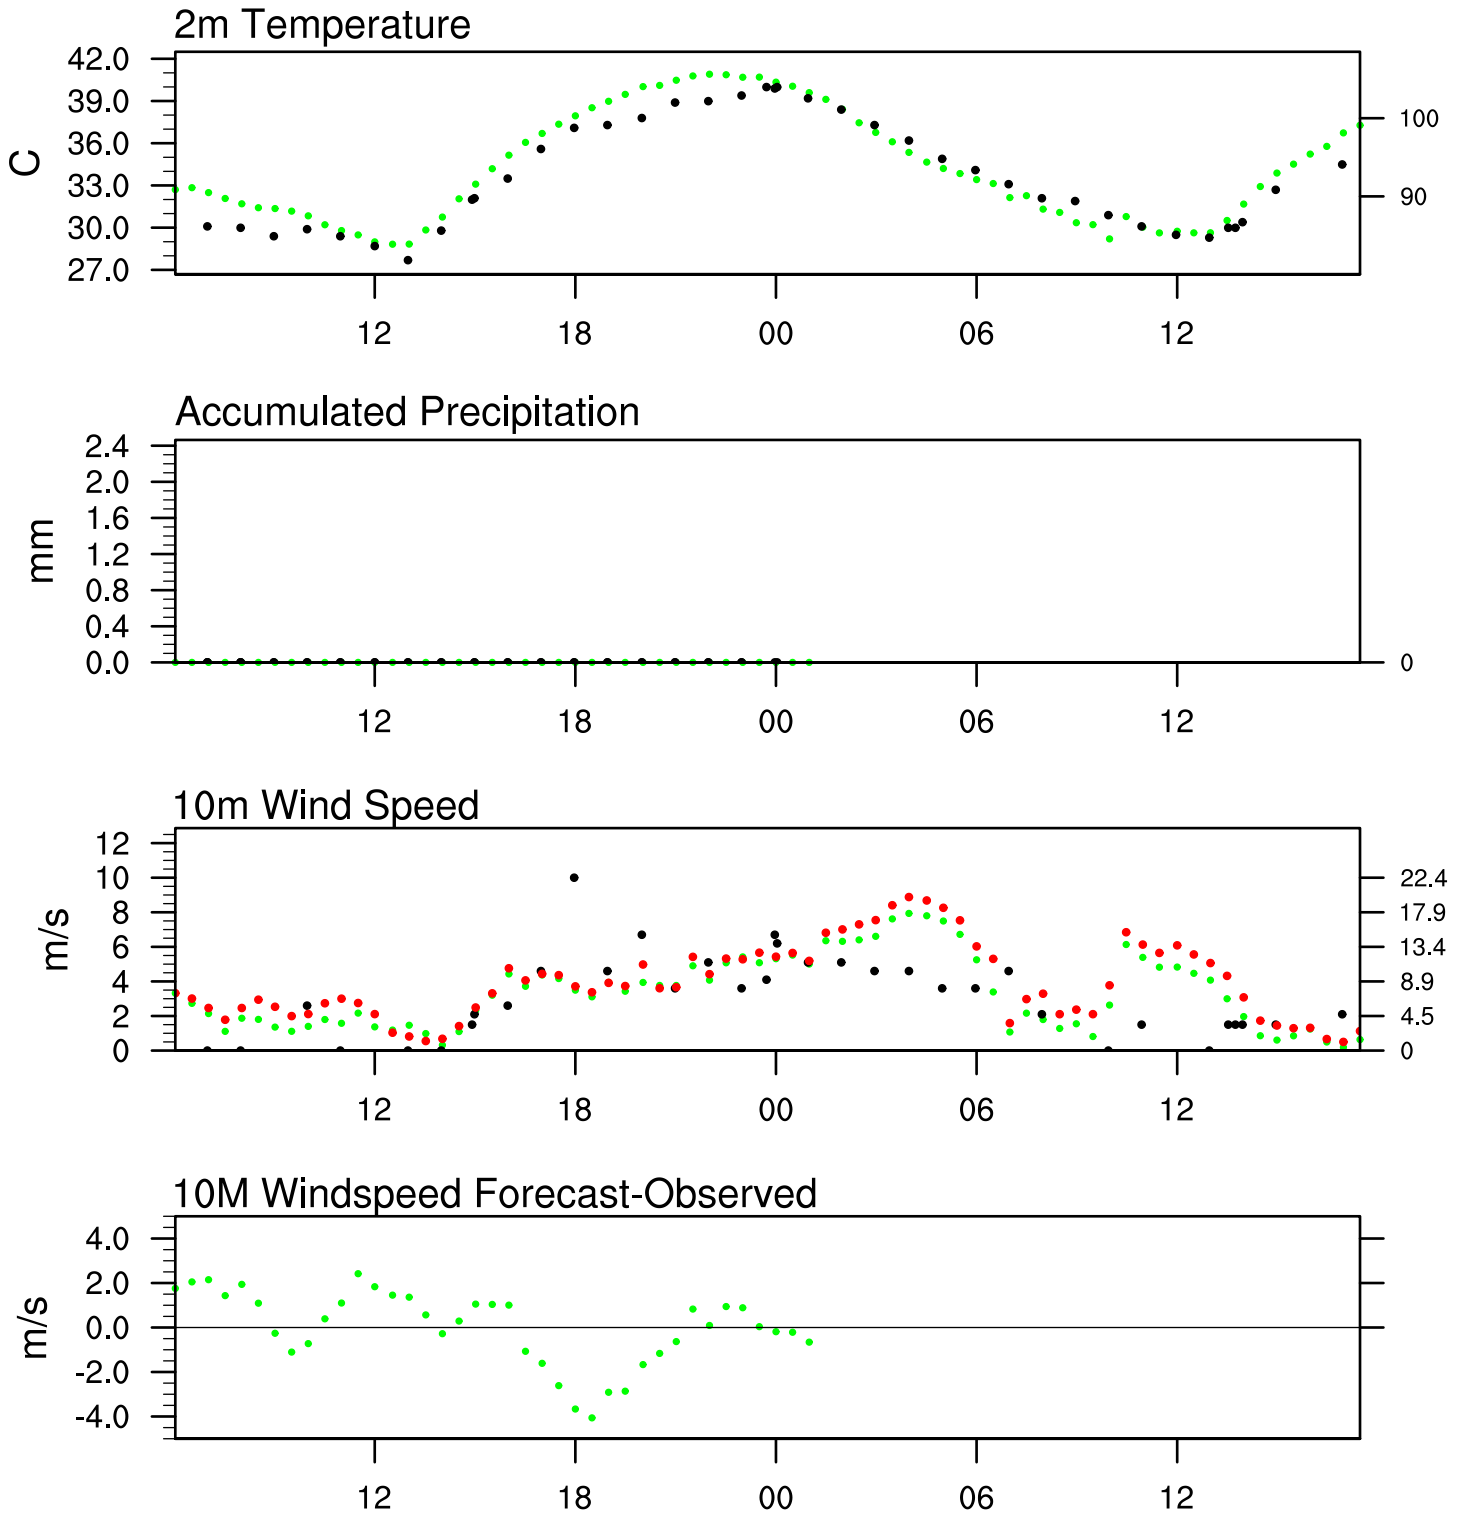 2m Temperature
42.0
39.0
36.0
33.0
30.0
27.0
C
100
90
12 18 00 06 12
Accumulated Precipitation
2.4
2.0
1.6
1.2
0.8
0.4
0.0
mm
0
12 18 00 06 12
10m Wind Speed
12
10
8
6
4
2
0
m/s
22.4
17.9
13.4
8.9
4.5
0
12 18 00 06 12
10M Windspeed Forecast-Observed
4.0
2.0
0.0
-2.0
-4.0
m/s
12 18 00 06 12